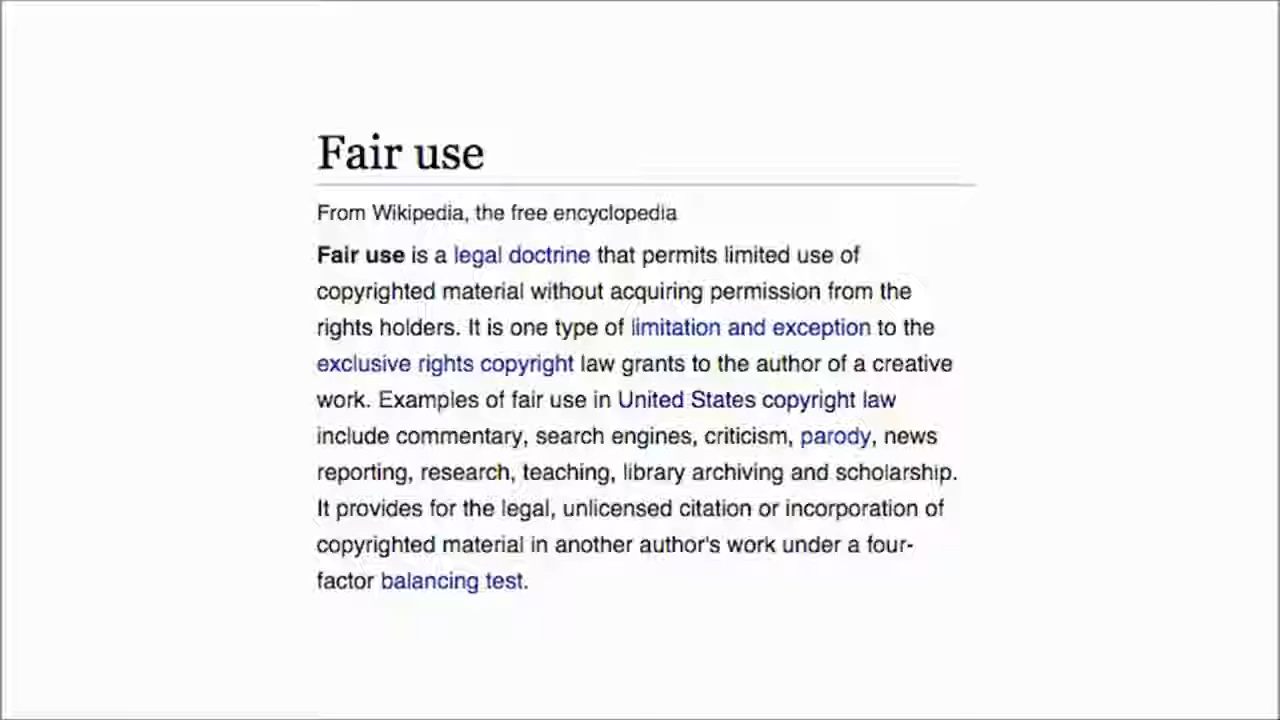 Fair use
From Wikipedia, the free encyclopedia
Fair use is a legal doctrine that permits limited use of
copyrighted material without acquiring permission from the
rights holders. It is one type of limitation and exception to the
exclusive rights copyright law grants to the author of a creative
work. Examples of fair use in United States copyright law
include commentary, search engines, criticism, parody, news
reporting, research, teaching, library archiving and scholarship.
It provides for the legal, unlicensed citation or incorporation of
copyrighted material in another author's work under a four-
factor balancing test.